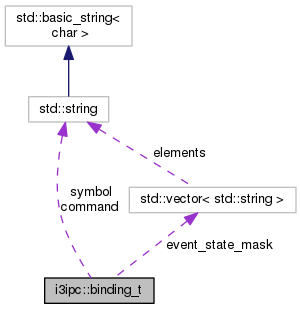 std::basic_string<
char >
std::string
elements
symbol
command
std::vector< std::string >
event_state_mask
i3ipc::binding_t